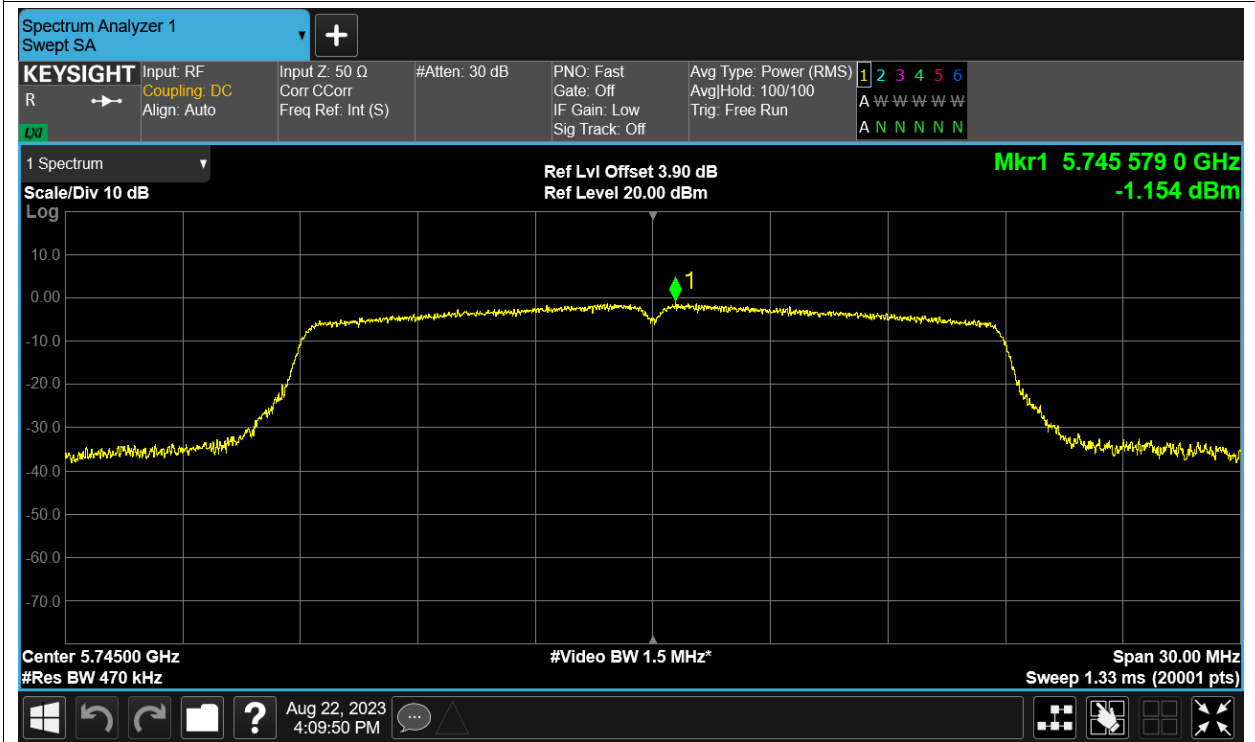 Spectrum Analyzer 1
Swept SA
▼
+
KEYSIGHT
R
LXI
Input: RF
Coupling: DC
Align: Auto
Input Z: 50 Ω
Corr CCorr
Freq Ref: Int (S)
#Atten: 30 dB
PNO: Fast
Gate: Off
IF Gain: Low
Sig Track: Off
Avg Type: Power (RMS)
Avg|Hold: 100/100
Trig: Free Run
1 2 3 4 5 6
A W W W W W
A N N N N N
1 Spectrum ▼
Scale/Div 10 dB
Log
Ref Lvl Offset 3.90 dB
Ref Level 20.00 dBm
Mkr1 5.745 579 0 GHz
-1.154 dBm
1
10.0
0.00
-10.0
-20.0
-30.0
-40.0
-50.0
-60.0
-70.0
Center 5.74500 GHz
#Res BW 470 kHz
#Video BW 1.5 MHz*
Span 30.00 MHz
Sweep 1.33 ms (20001 pts)
?
Aug 22, 2023
4:09:50 PM